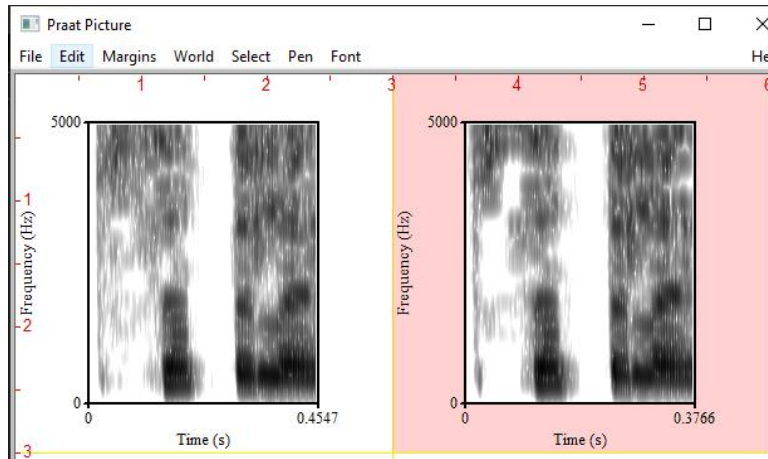 Praat Picture
File Edit Margins World Select Pen Font He
1 2 3 4 5 6
5000 5000
1
Frequency (Hz) Frequency (Hz)
2
0 0
0 0.4547 0 0.3766
Time (s) Time (s)
3